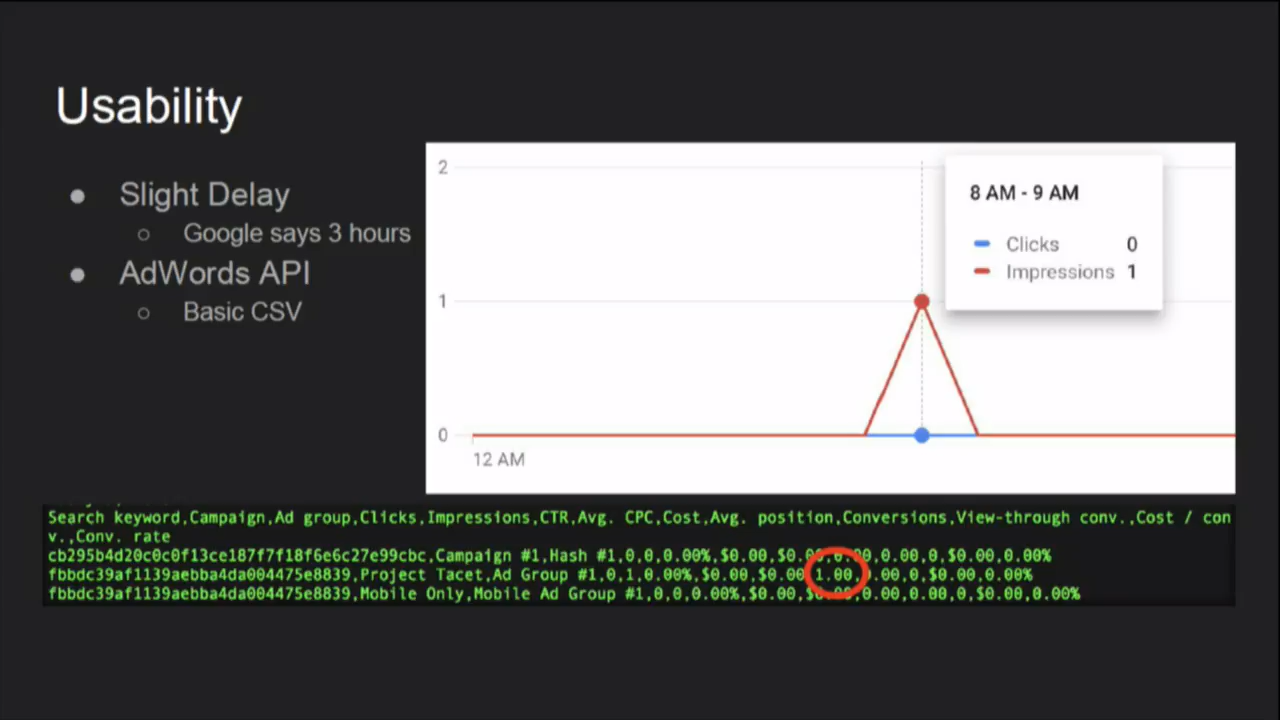 Usability
Slight Delay
Google says 3 hours
AdWords API
Basic CSV
2
1
0
12 AM
8 AM - 9 AM
Clicks 0
Impressions 1
Search keyword,Campaign,Ad group,Clicks,Impressions,CTR,Avg. CPC,Cost,Avg. position,Conversions,View-through conv.,Cost / con
v.,Conv. rate
cb295b4d20c0c0f13ce187f7f18f6e6c27e99cbc,Campaign #1,Hash #1,0,0,0.00%,$0.00,$0.00,0.00,0.00,0,$0.00,0.00%
fbbdc39af1139aebba4da004475e8839,Project Tacet,Ad Group #1,0,1,0.00%,$0.00,$0.00,1.00,0.00,0,$0.00,0.00%
fbbdc39af1139aebba4da004475e8839,Mobile Only,Mobile Ad Group #1,0,0,0.00%,$0.00,$0.00,0.00,0.00,0,$0.00,0.00%